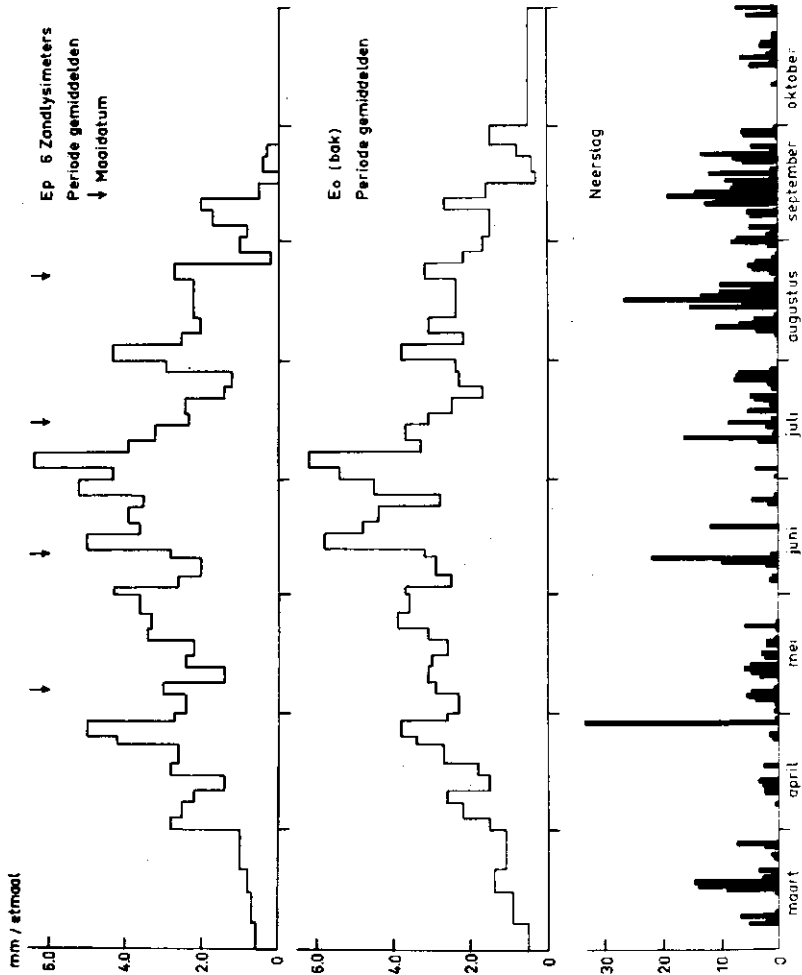 mm / etmaal
6.0
4.0
2.0
0
Ep 6 Zandlysimeters
Periode gemiddelden
↓ Maaidatum
6.0
4.0
2.0
0
Eo (bak)
Periode gemiddelden
30
20
10
0
Neerslag
maart
april
mei
juni
juli
augustus
september
oktober